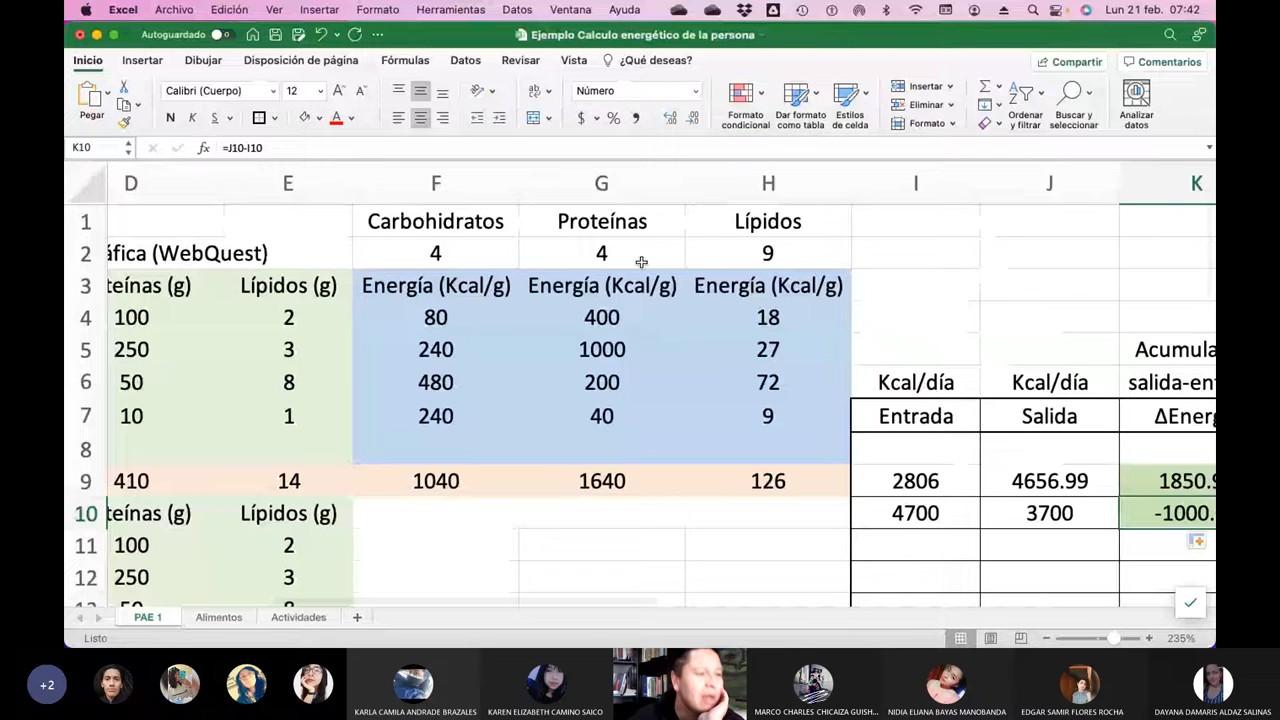 Excel Archivo Edición Ver Insertar Formato Herramientas Datos Ventana Ayuda Lun 21 feb. 07:42
Autoguardado Ejemplo Calculo energético de la persona
Inicio Insertar Dibujar Disposición de página Fórmulas Datos Revisar Vista ¿Qué deseas? Compartir Comentarios
Pegar Calibri (Cuerpo) 12 Número Insertar
N K S $ % Formato condicional Dar formato como tabla Estilos de celda Eliminar Formato Ordenar y filtrar Buscar y seleccionar Analizar datos
K10 fx =J10-I10
D E F G H I J K
1 Carbohidratos Proteínas Lípidos
2 áfica (WebQuest) 4 4 9
3 teínas (g) Lípidos (g) Energía (Kcal/g) Energía (Kcal/g) Energía (Kcal/g)
4 100 2 80 400 18
5 250 3 240 1000 27 Acumula
6 50 8 480 200 72 Kcal/día Kcal/día salida-ent
7 10 1 240 40 9 Entrada Salida ΔEnerg
8
9 410 14 1040 1640 126 2806 4656.99 1850.9
10 teínas (g) Lípidos (g) 4700 3700 -1000.
11 100 2
12 250 3
PAE 1 Alimentos Actividades +
Listo 235%
+2 KARLA CAMILA ANDRADE BRAZALES KAREN ELIZABETH CAMINO SAICO MARCO CHARLES CHICAIZA GUISH... NIDIA ELIANA BAYAS MANOBANDA EDGAR SAMIR FLORES ROCHA DAYANA DAMARIS ALDAZ SALINAS